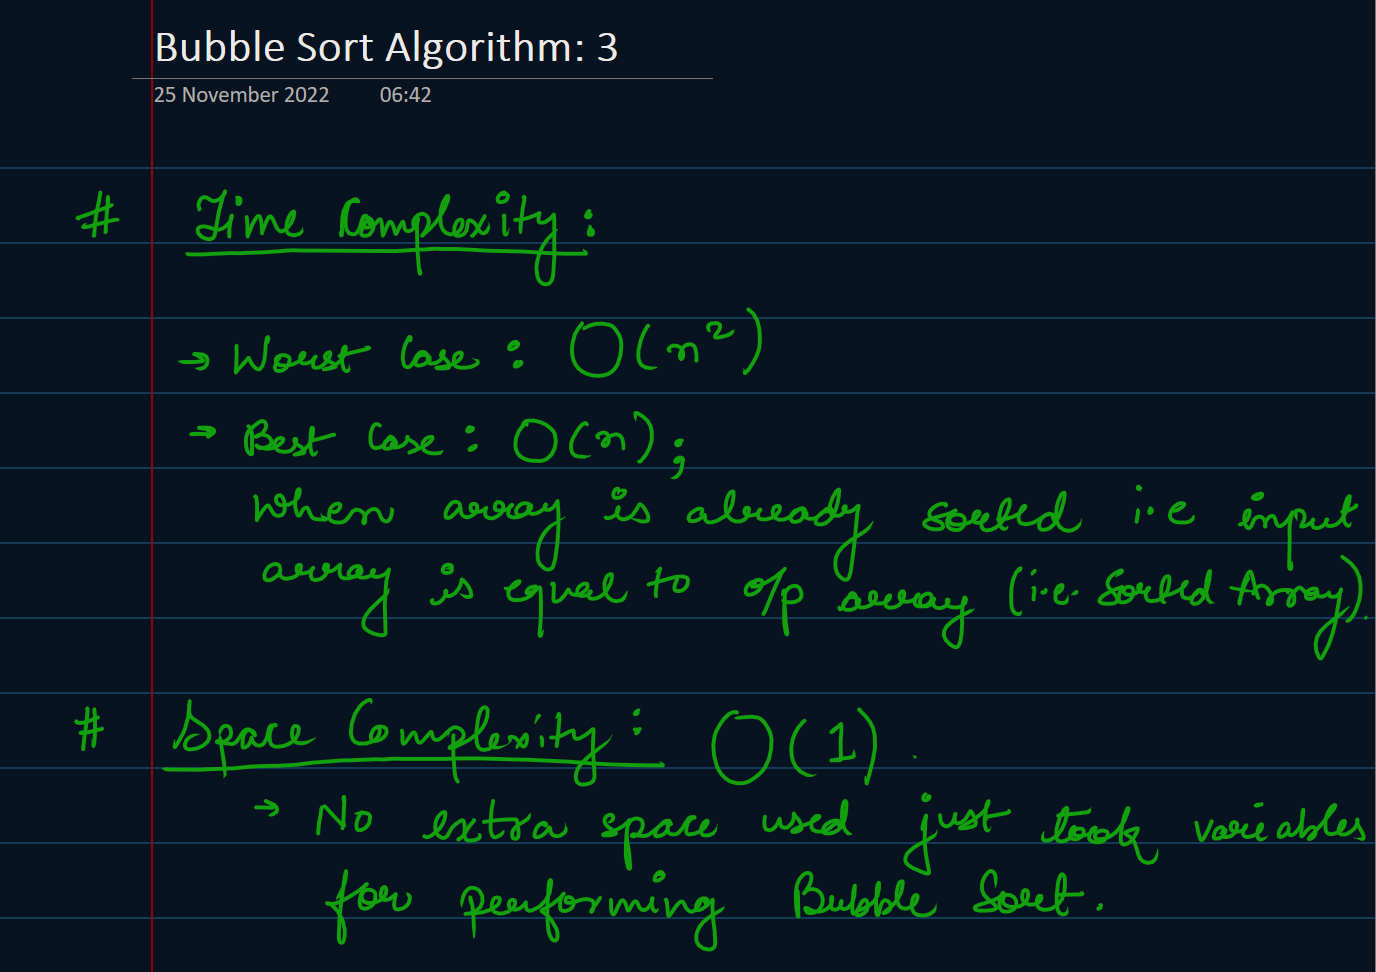 Bubble Sort Algorithm: 3
25 November 2022 06:42
# Time Complexity:
→ Worst Case : O(n²)
→ Best Case : O(n);
when array is already sorted i.e input
array is equal to o/p array (i.e. Sorted Array).
# Space Complexity: O(1).
→ No extra space used just took variables
for performing Bubble Sort.